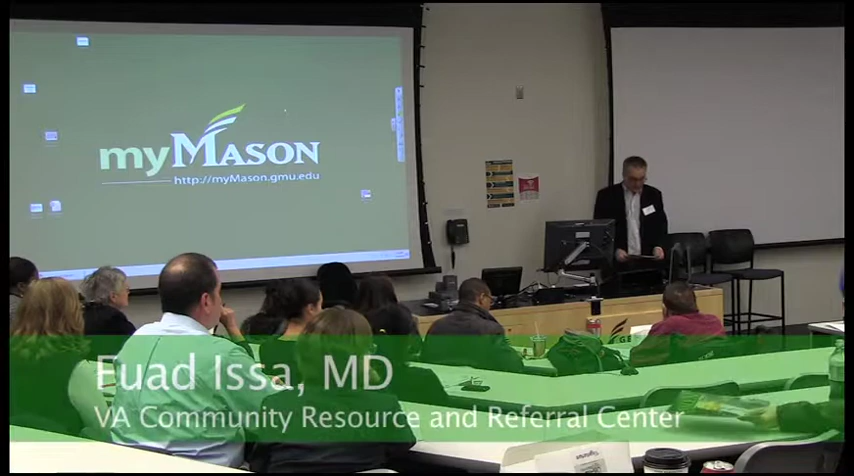 myMASON
http://myMason.gmu.edu
Fuad Issa, MD
VA Community Resource and Referral Center